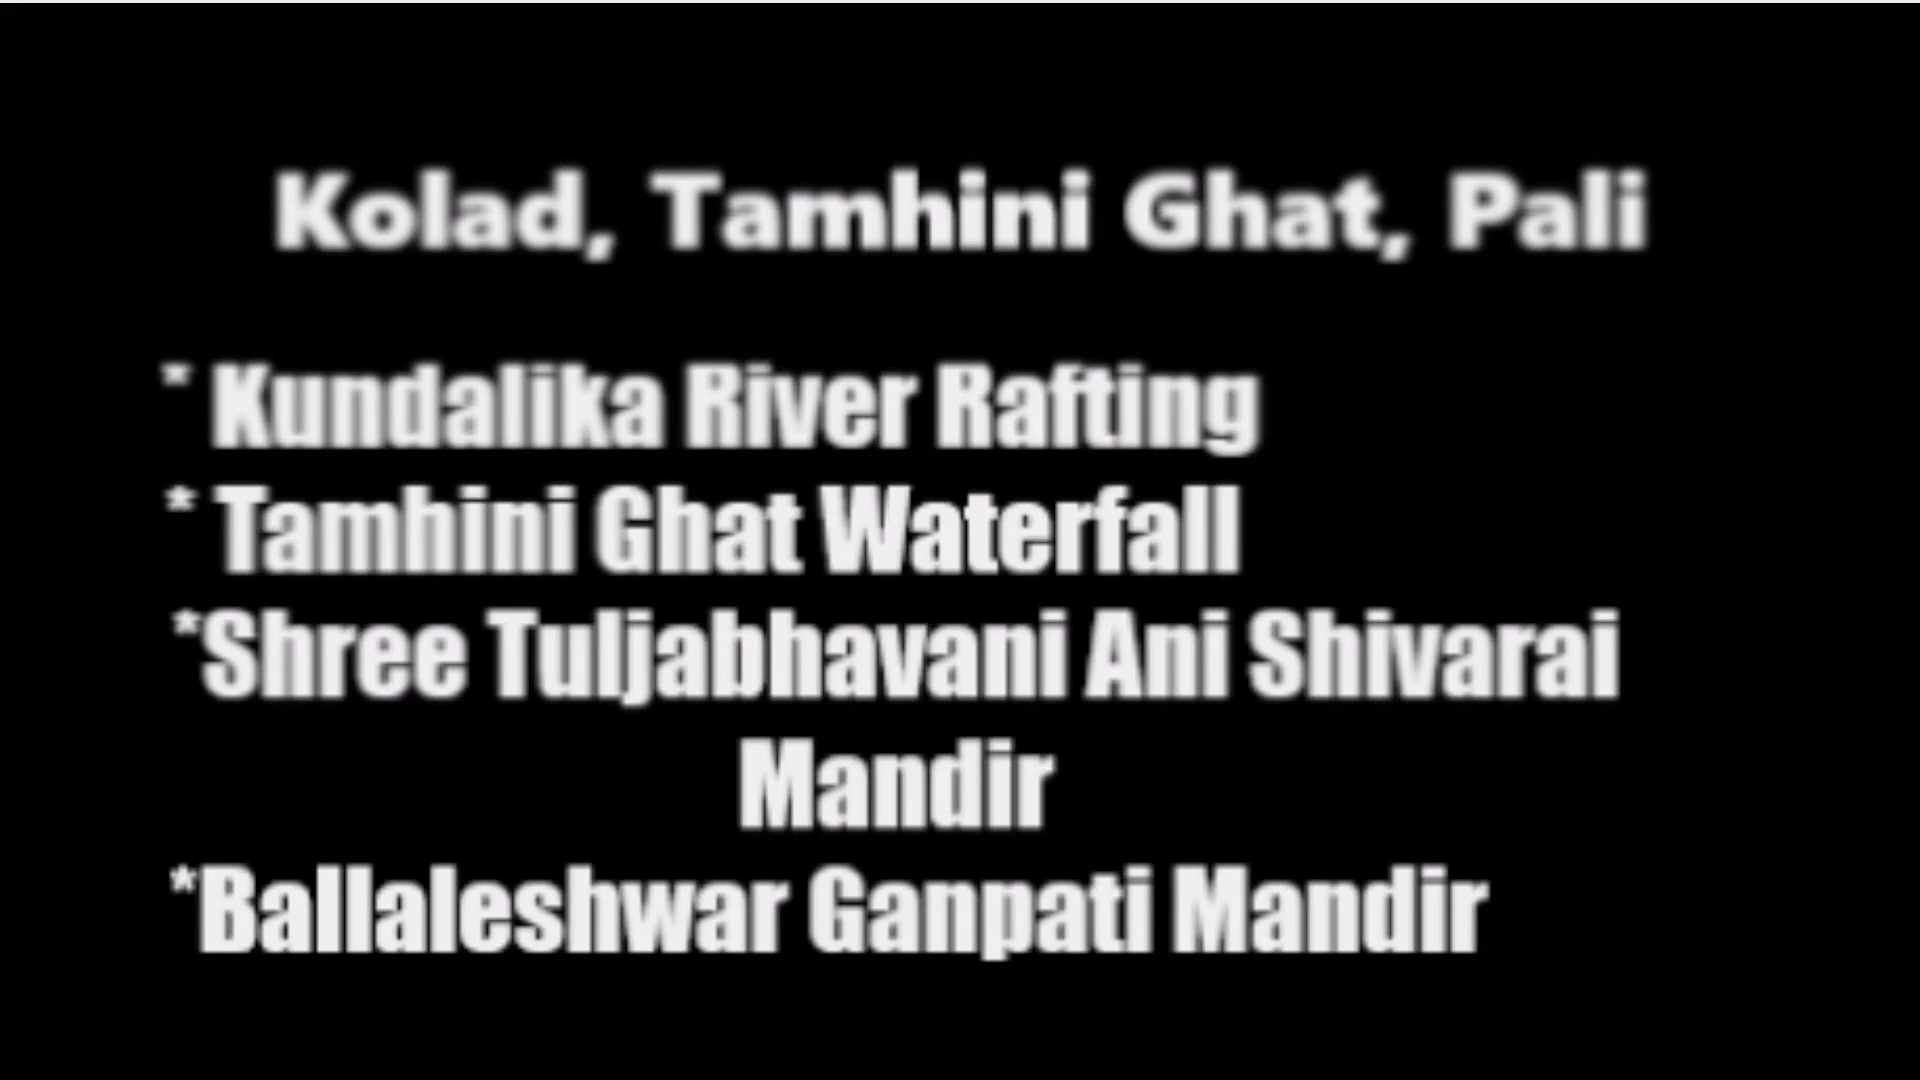 Kolad, Tamhini Ghat, Pali
* Kundalika River Rafting
* Tamhini Ghat Waterfall
*Shree Tuljabhavani Ani Shivarai
Mandir
*Ballaleshwar Ganpati Mandir